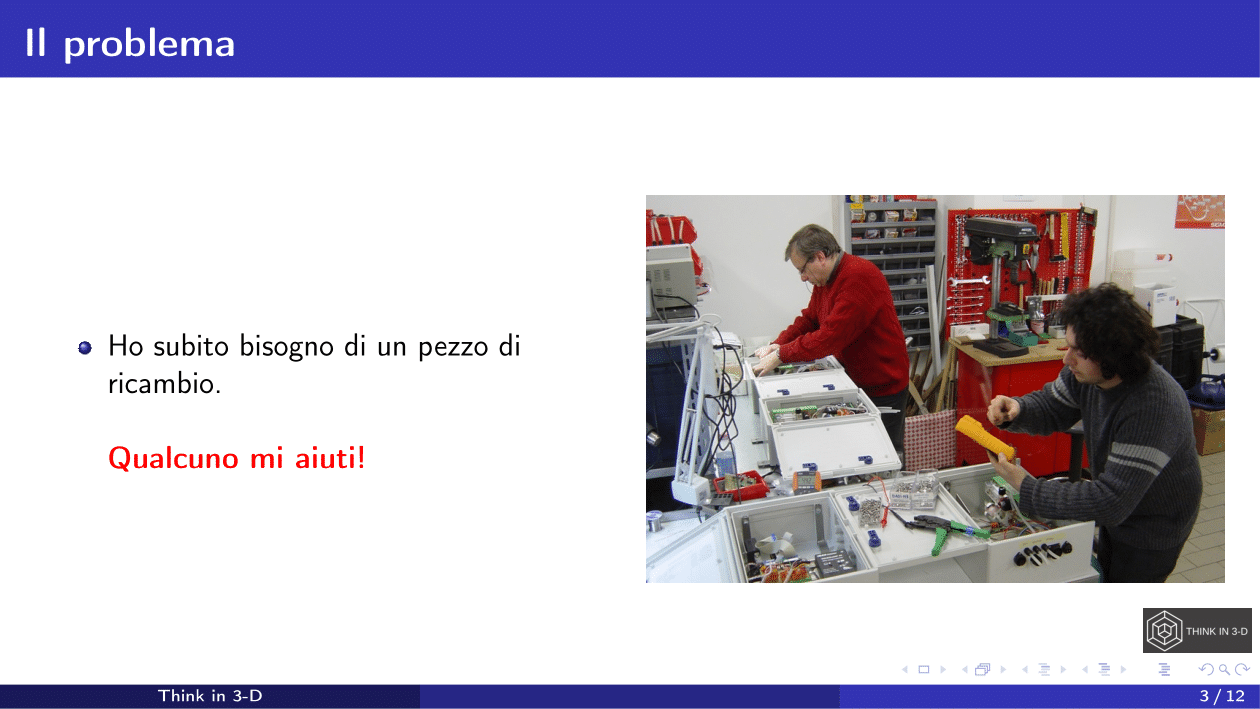 Il problema
Ho subito bisogno di un pezzo di
ricambio.
Qualcuno mi aiuti!
THINK IN 3-D
Think in 3-D
3 / 12